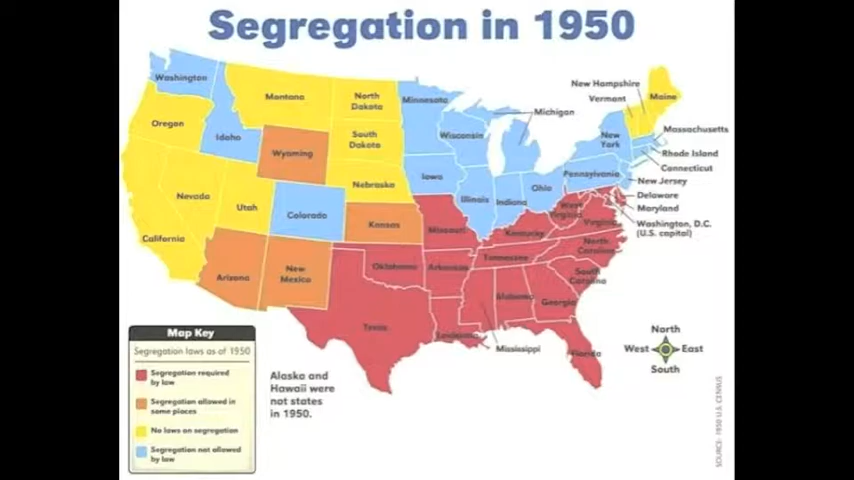 Segregation in 1950
Washington
Montana
North
Dakota
Minnesota
New Hampshire
Vermont
Maine
Michigan
Oregon
Idaho
Wyoming
South
Dakota
Wisconsin
New
York
Massachusetts
Rhode Island
Connecticut
New Jersey
Delaware
Maryland
Washington, D.C.
(U.S. capital)
Nevada
Utah
Colorado
Nebraska
Iowa
Illinois
Indiana
Ohio
Pennsylvania
West
Virginia
Virginia
California
Kansas
Missouri
Kentucky
North
Carolina
Arizona
New
Mexico
Oklahoma
Arkansas
Tennessee
South
Carolina
Texas
Louisiana
Mississippi
Alabama
Georgia
Florida
Map Key
Segregation laws as of 1950
Segregation required
by law
Segregation allowed in
some places
No laws on segregation
Segregation not allowed
by law
Alaska and
Hawaii were
not states
in 1950.
North
West East
South
SOURCE: 1950 U.S. CENSUS